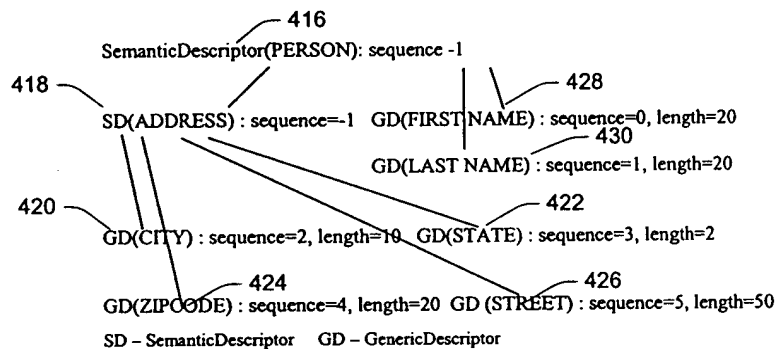 416
SemanticDescriptor(PERSON): sequence -1
418
428
SD(ADDRESS) : sequence=-1 GD(FIRST NAME) : sequence=0, length=20
430
GD(LAST NAME) : sequence=1, length=20
420
422
GD(CITY) : sequence=2, length=10 GD(STATE) : sequence=3, length=2
424
426
GD(ZIPCODE) : sequence=4, length=20 GD (STREET) : sequence=5, length=50
SD – SemanticDescriptor GD – GenericDescriptor